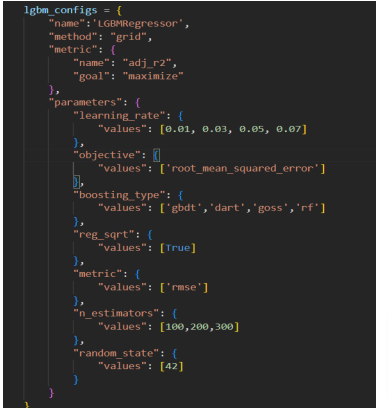 lgbm_configs = {
    "name":'LGBMRegressor',
    "method": "grid",
    "metric": {
        "name": "adj_r2",
        "goal": "maximize"
    },
    "parameters": {
        "learning_rate": {
            "values": [0.01, 0.03, 0.05, 0.07]
        },
        "objective": {
            "values": ['root_mean_squared_error']
        },
        "boosting_type": {
            "values": ['gbdt','dart','goss','rf']
        },
        "reg_sqrt": {
            "values": [True]
        },
        "metric": {
            "values": ['rmse']
        },
        "n_estimators": {
            "values": [100,200,300]
        },
        "random_state": {
            "values": [42]
        }
    }
}